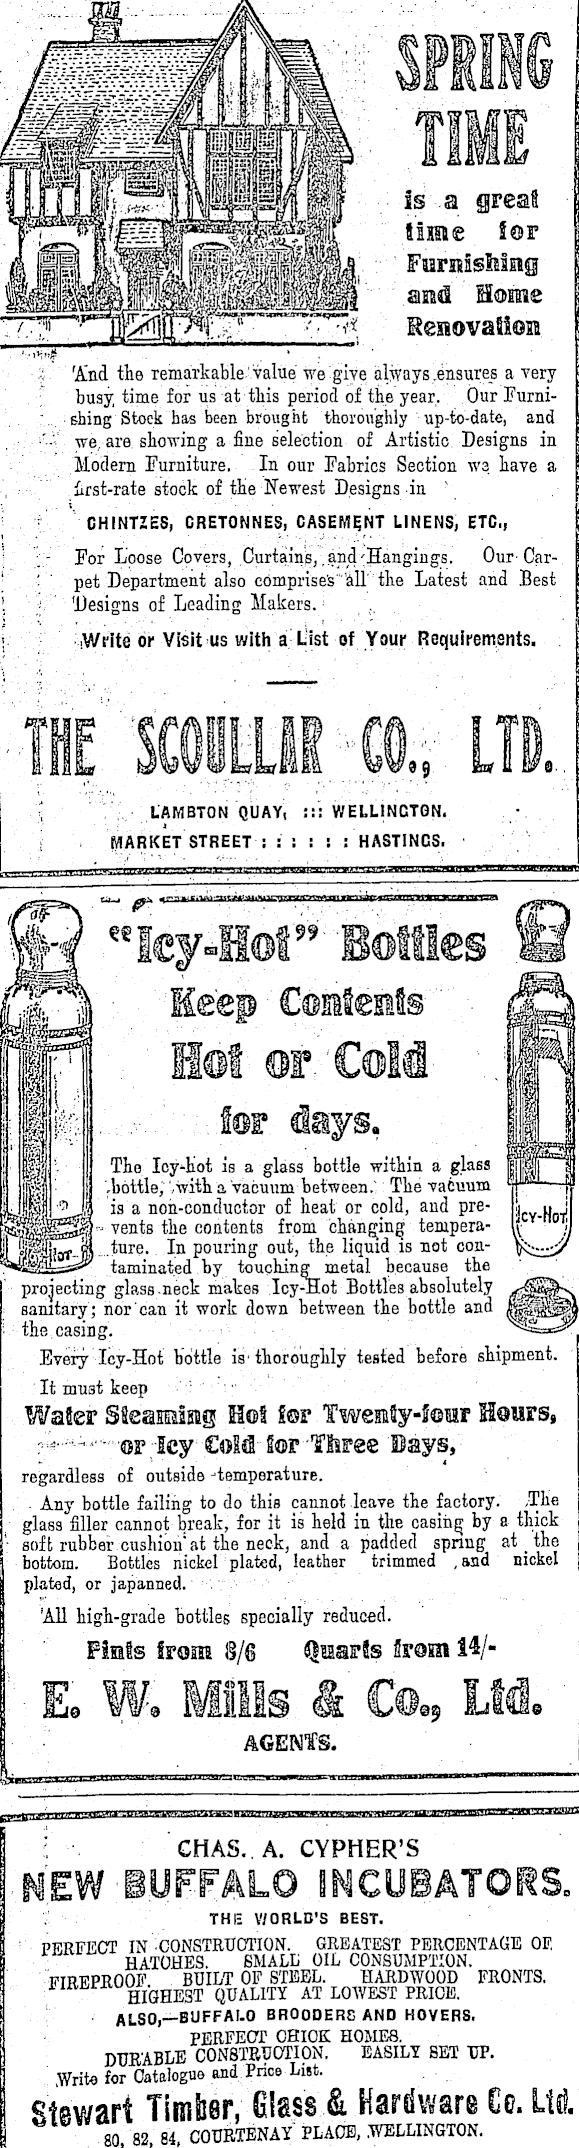 SPRING
TIME
is a great
time for
Furnishing
and Home
Renovation
And the remarkable value we give always ensures a very
busy time for us at this period of the year. Our Furni-
shing Stock has been brought thoroughly up-to-date, and
we are showing a fine selection of Artistic Designs in
Modern Furniture. In our Fabrics Section we have a
first-rate stock of the Newest Designs in
CHINTZES, CRETONNES, CASEMENT LINENS, ETC.,
For Loose Covers, Curtains, and Hangings. Our Car-
pet Department also comprises all the Latest and Best
Designs of Leading Makers.
Write or Visit us with a List of Your Requirements.
THE SCOULLAR CO., LTD.
LAMBTON QUAY, ::: WELLINGTON.
MARKET STREET : : : : : : HASTINGS.
"Icy-Hot" Bottles
Keep Contents
Hot or Cold
for days.
The Icy-hot is a glass bottle within a glass
bottle, with a vacuum between. The vacuum
is a non-conductor of heat or cold, and pre-
vents the contents from changing tempera-
ture. In pouring out, the liquid is not con-
taminated by touching metal because the
projecting glass neck makes Icy-Hot Bottles absolutely
sanitary; nor can it work down between the bottle and
the casing.
ICY-HOT
HOT
Every Icy-Hot bottle is thoroughly tested before shipment.
It must keep
Water Steaming Hot for Twenty-four Hours,
or Icy Cold for Three Days,
regardless of outside temperature.
Any bottle failing to do this cannot leave the factory. The
glass filler cannot break, for it is held in the casing by a thick
soft rubber cushion at the neck, and a padded spring at the
bottom. Bottles nickel plated, leather trimmed and nickel
plated, or japanned.
All high-grade bottles specially reduced.
Pints from 8/6 Quarts from 14/-
E. W. Mills & Co., Ltd.
AGENTS.
CHAS. A. CYPHER'S
NEW BUFFALO INCUBATORS.
THE WORLD'S BEST.
PERFECT IN CONSTRUCTION. GREATEST PERCENTAGE OF
HATCHES. SMALL OIL CONSUMPTION.
FIREPROOF. BUILT OF STEEL. HARDWOOD FRONTS.
HIGHEST QUALITY AT LOWEST PRICE.
ALSO,—BUFFALO BROODERS AND HOVERS.
PERFECT CHICK HOMES.
DURABLE CONSTRUCTION. EASILY SET UP.
Write for Catalogue and Price List.
Stewart Timber, Glass & Hardware Co. Ltd.
80, 82, 84, COURTENAY PLACE, WELLINGTON.